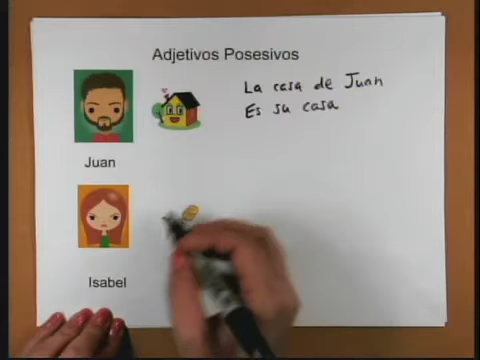 Adjetivos Posesivos
La casa de Juan
Es su casa
Juan
Isabel